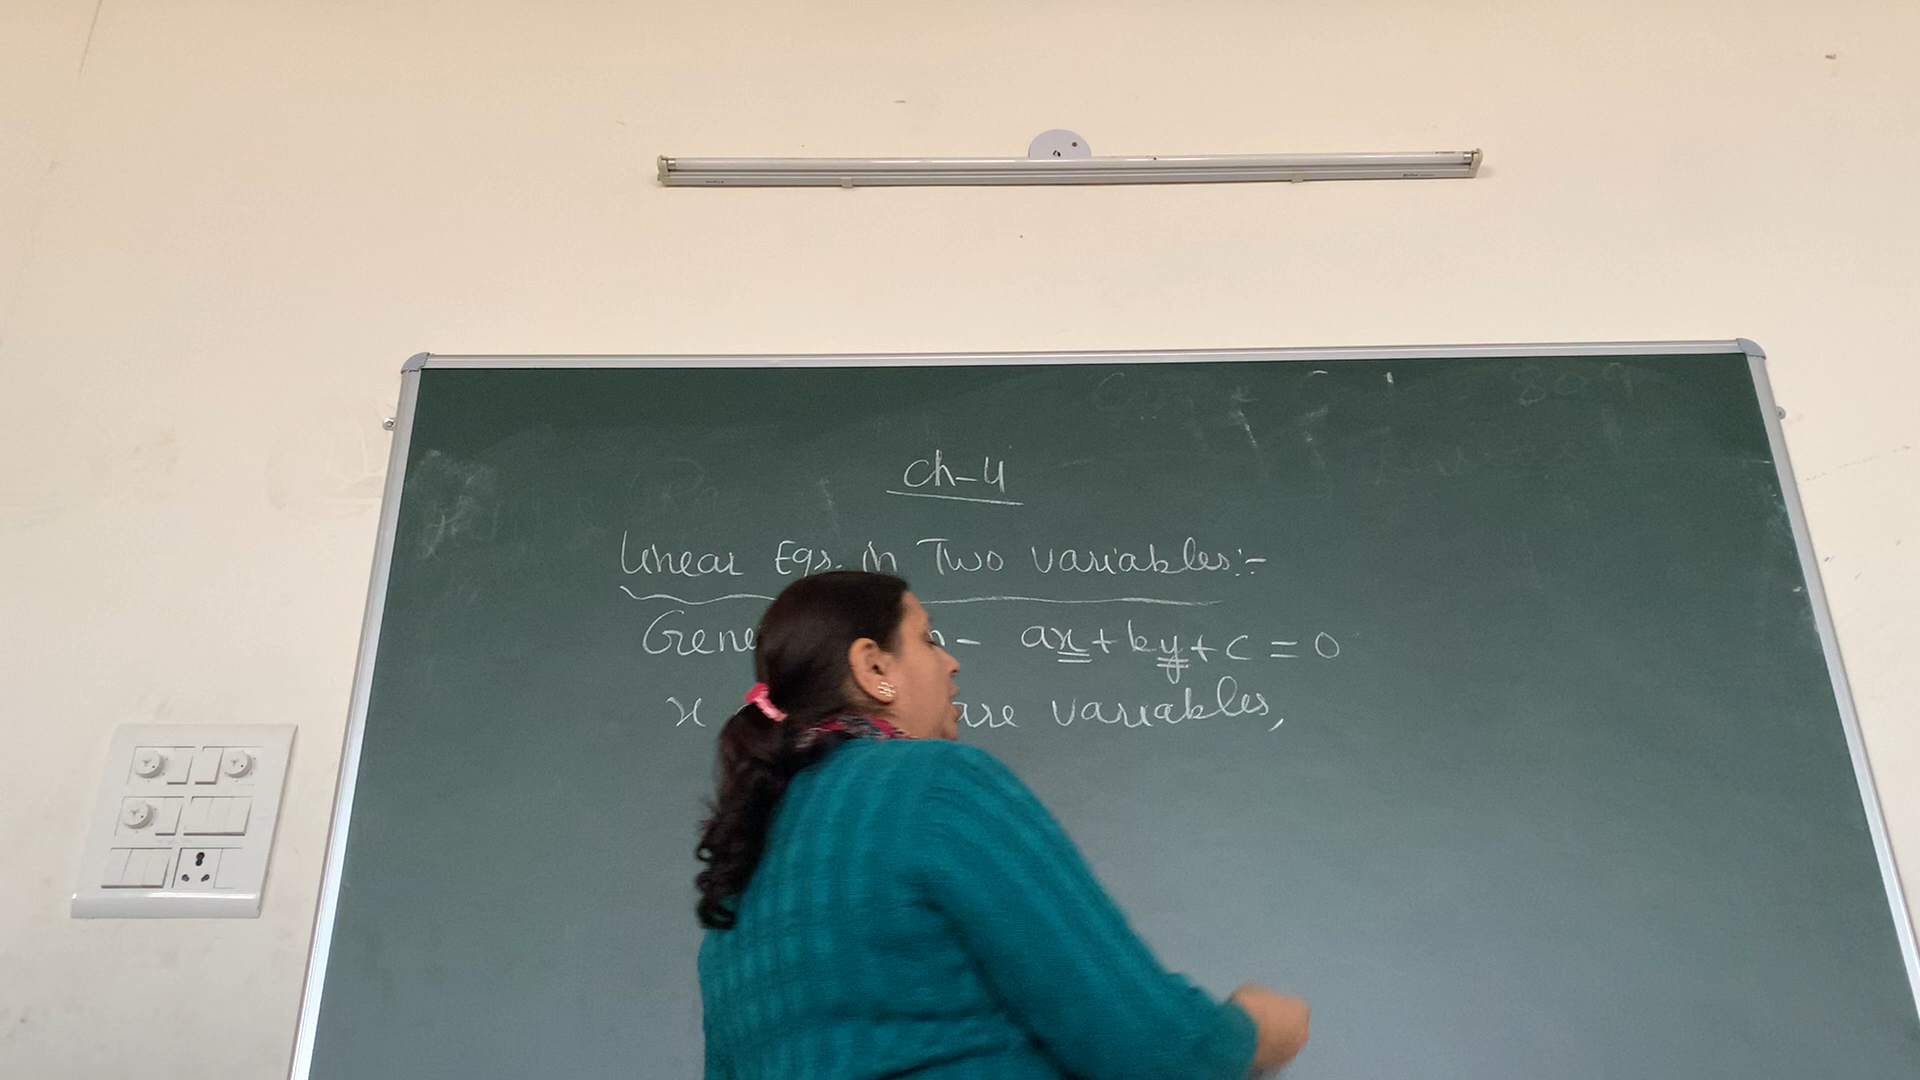 Ch-4
Linear Eqs. in Two variables:-
Gene - ax + by + c = 0
x are variables,